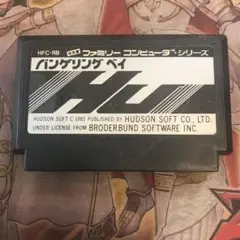 HFC-RB
ファミリー コンピュータ™ シリーズ
バンゲリング ベイ
HUDSON SOFT © 1985 PUBLISHED BY HUDSON SOFT CO., LTD.
UNDER LICENSE FROM BRODERBUND SOFTWARE INC.